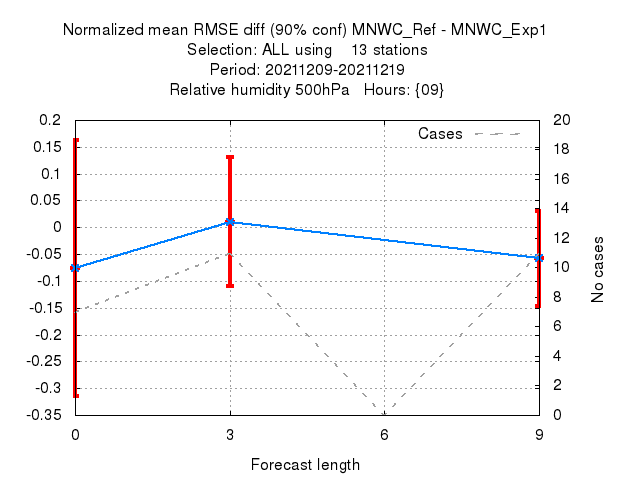 Normalized mean RMSE diff (90% conf) MNWC_Ref - MNWC_Exp1
Selection: ALL using    13 stations
Period: 20211209-20211219
Relative humidity 500hPa   Hours: {09}
Cases
0.2
0.15
0.1
0.05
0
-0.05
-0.1
-0.15
-0.2
-0.25
-0.3
-0.35
20
18
16
14
12
10
8
6
4
2
0
No cases
0 3 6 9
Forecast length